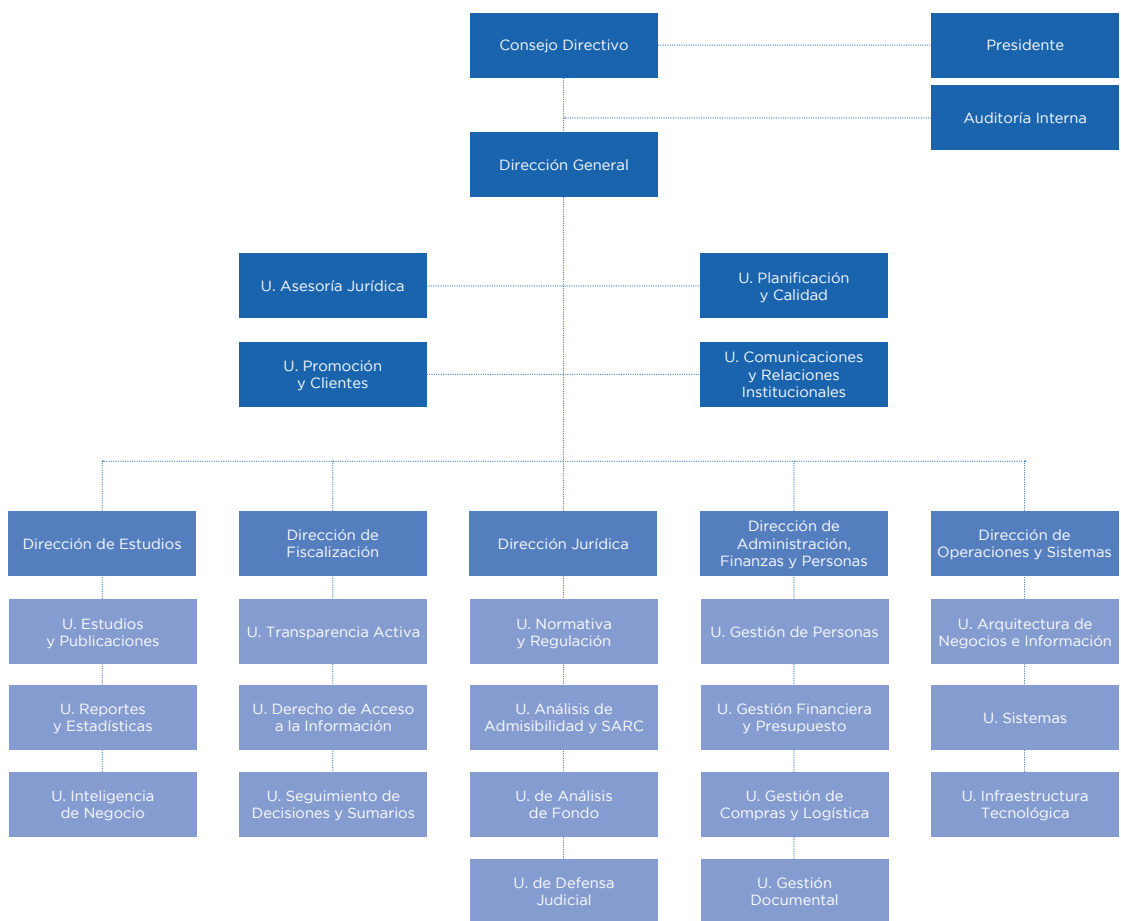 Consejo Directivo
Presidente
Auditoría Interna
Dirección General
U. Asesoría Jurídica
U. Planificación
y Calidad
U. Promoción
y Clientes
U. Comunicaciones
y Relaciones
Institucionales
Dirección de Estudios
Dirección de
Fiscalización
Dirección Jurídica
Dirección de
Administración,
Finanzas y Personas
Dirección de
Operaciones y Sistemas
U. Estudios
y Publicaciones
U. Transparencia Activa
U. Normativa
y Regulación
U. Gestión de Personas
U. Arquitectura de
Negocios e Información
U. Reportes
y Estadísticas
U. Derecho de Acceso
a la Información
U. Análisis de
Admisibilidad y SARC
U. Gestión Financiera
y Presupuesto
U. Sistemas
U. Inteligencia
de Negocio
U. Seguimiento de
Decisiones y Sumarios
U. de Análisis
de Fondo
U. Gestión de
Compras y Logística
U. Infraestructura
Tecnológica
U. de Defensa
Judicial
U. Gestión
Documental